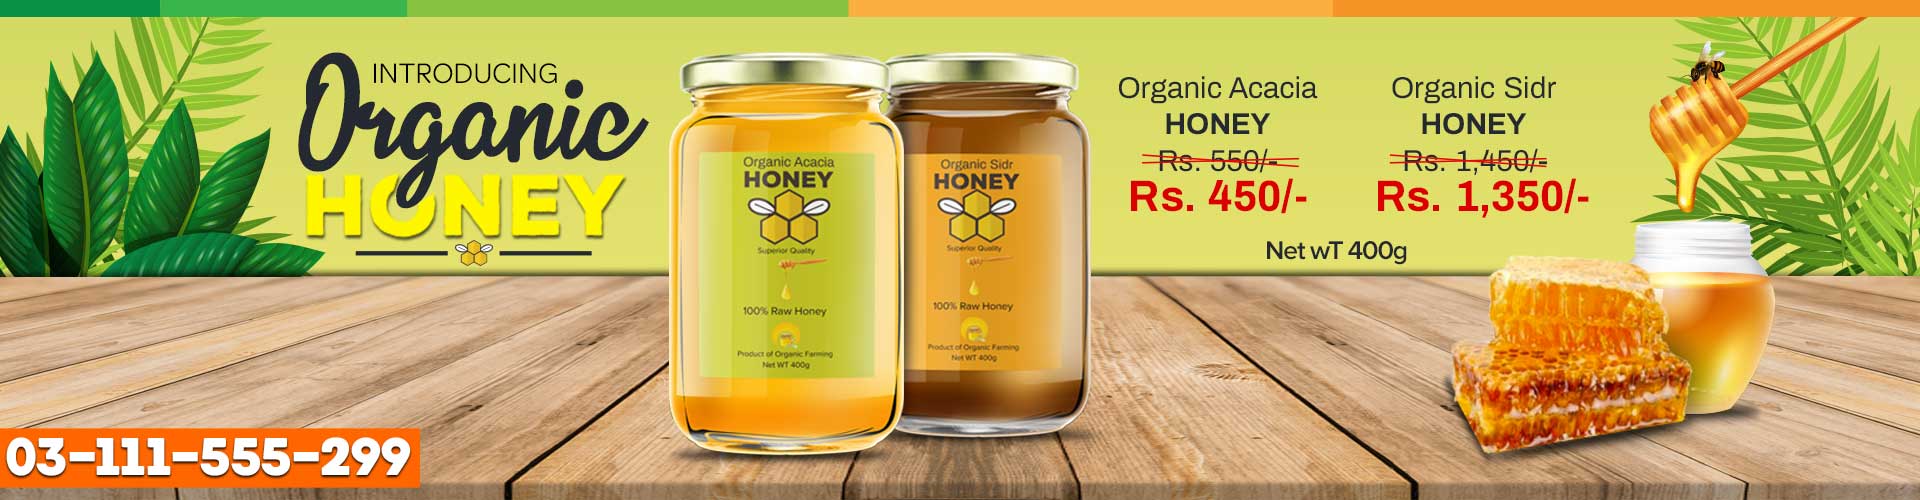 INTRODUCING
Organic
HONEY
Organic Acacia
HONEY
Superior Quality
100% Raw Honey
Product of Organic Farming
Net WT 400g
Organic Sidr
HONEY
Superior Quality
100% Raw Honey
Product of Organic Farming
Net WT 400g
Organic Acacia
HONEY
Rs. 550/-
Rs. 450/-
Organic Sidr
HONEY
Rs. 1,450/-
Rs. 1,350/-
Net wT 400g
03-111-555-299